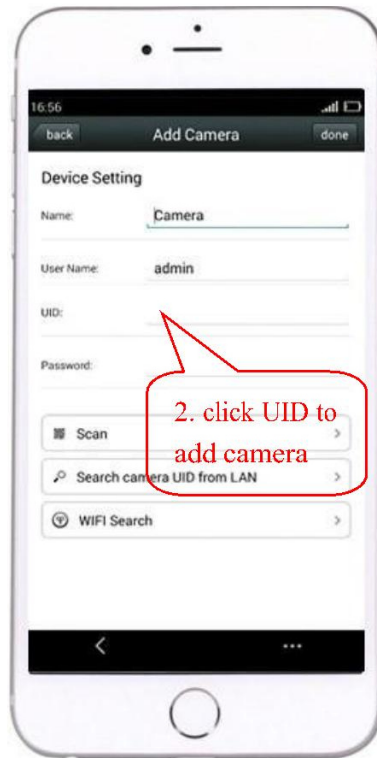 16:56
back Add Camera done
Device Setting
Name: Camera
User Name: admin
UID:
Password:
2. click UID to
add camera
Scan
Search camera UID from LAN
WIFI Search